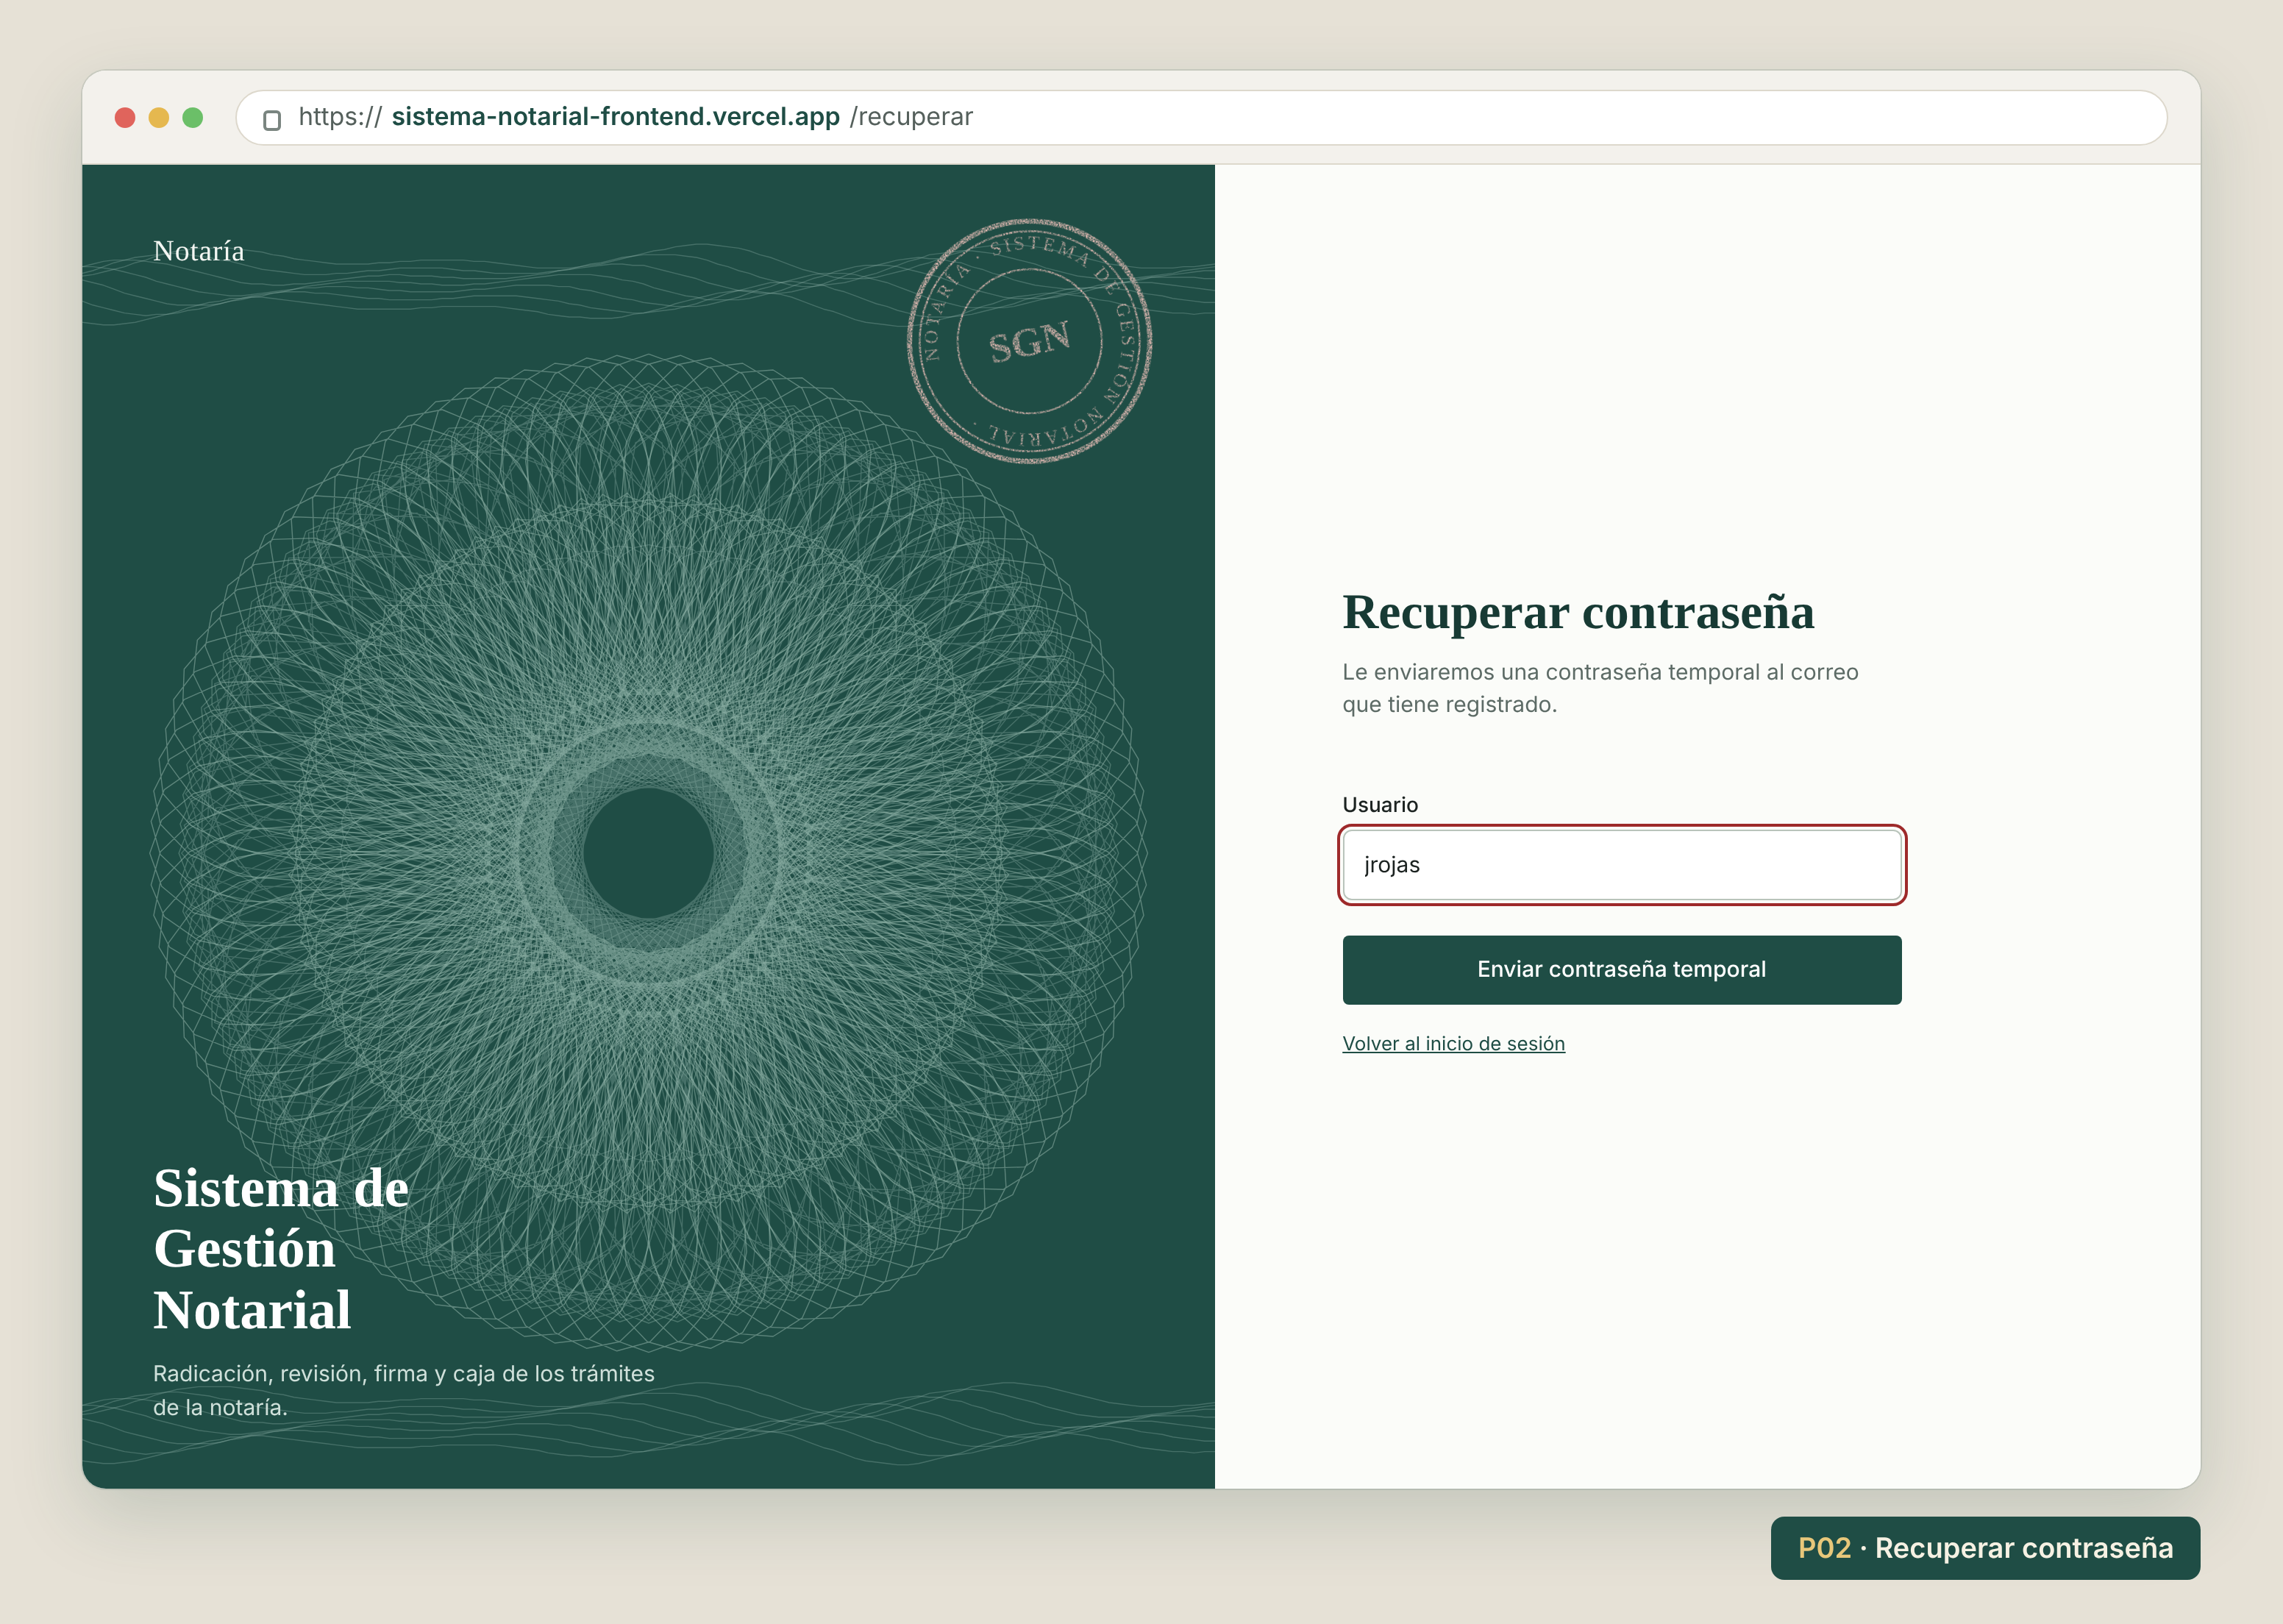 https:// sistema-notarial-frontend.vercel.app /recuperar
Notaría
NOTARÍA · SISTEMA DE GESTIÓN NOTARIAL ·
SGN
Sistema de
Gestión
Notarial
Radicación, revisión, firma y caja de los trámites
de la notaría.
Recuperar contraseña
Le enviaremos una contraseña temporal al correo
que tiene registrado.
Usuario
jrojas
Enviar contraseña temporal
Volver al inicio de sesión
P02 · Recuperar contraseña